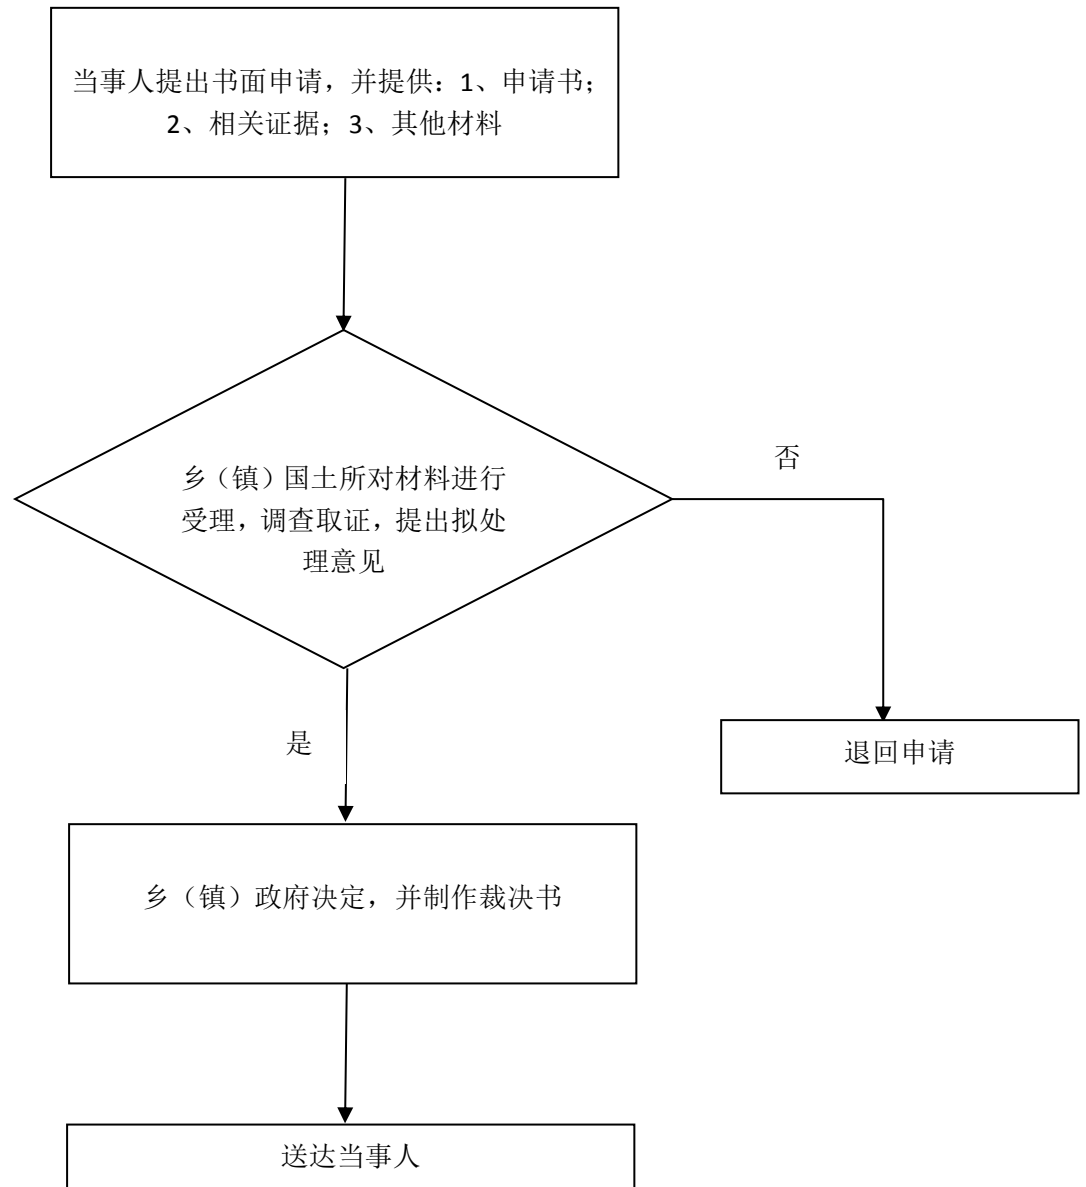 当事人提出书面申请，并提供：1、申请书；
2、相关证据；3、其他材料
否
乡（镇）国土所对材料进行
受理，调查取证，提出拟处
理意见
是
退回申请
乡（镇）政府决定，并制作裁决书
送达当事人